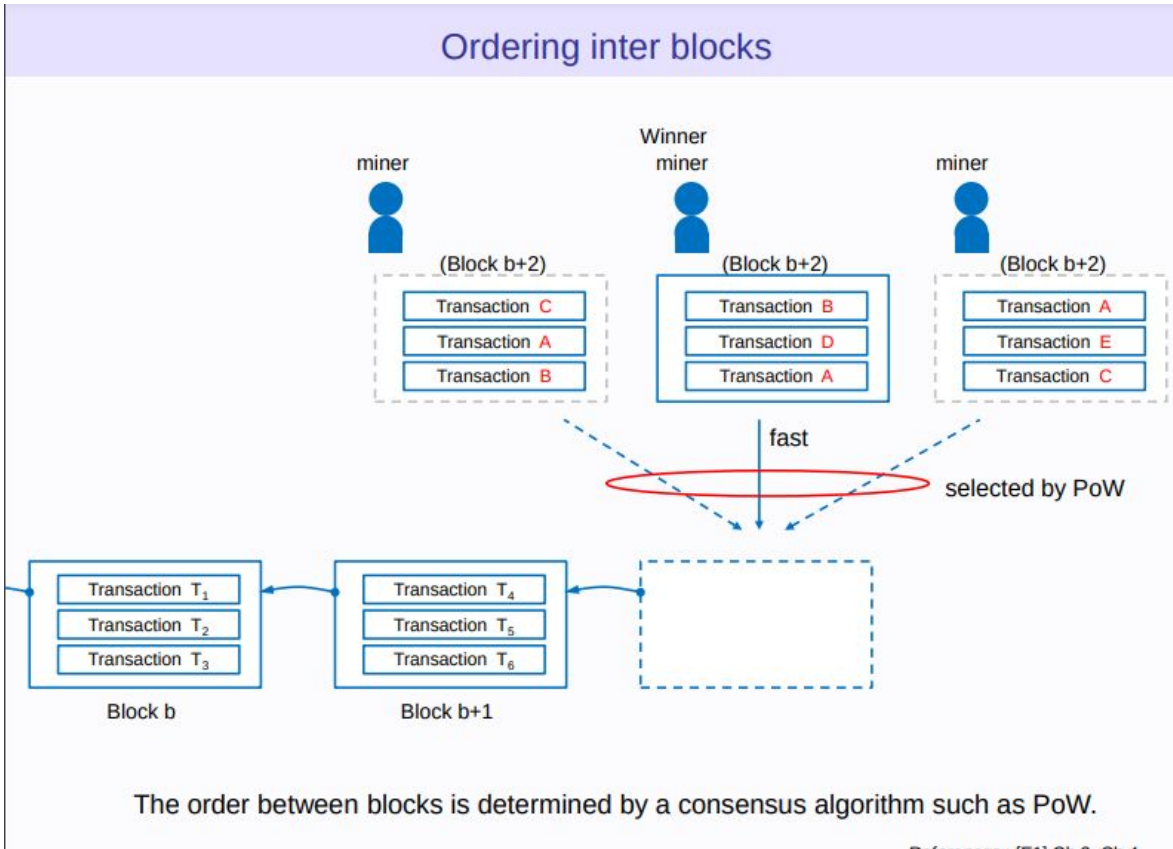 Ordering inter blocks
Winner
miner
miner
miner
(Block b+2)
(Block b+2)
(Block b+2)
Transaction C
Transaction A
Transaction B
Transaction B
Transaction D
Transaction A
Transaction A
Transaction E
Transaction C
fast
selected by PoW
Transaction T₁
Transaction T₂
Transaction T₃
Transaction T₄
Transaction T₅
Transaction T₆
Block b
Block b+1
The order between blocks is determined by a consensus algorithm such as PoW.